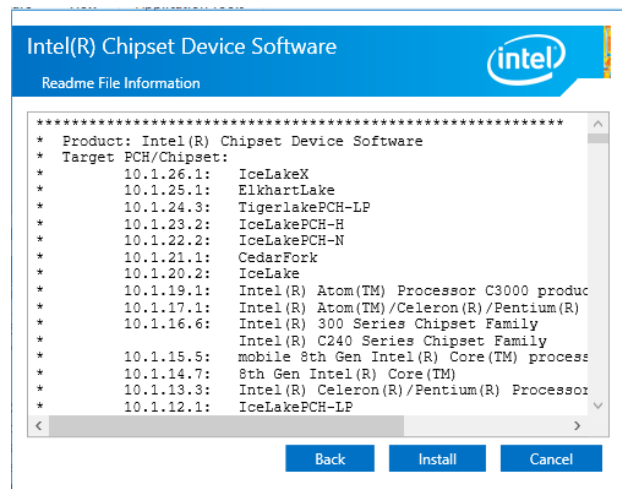 Intel(R) Chipset Device Software
intel
Readme File Information
************************************************************
* Product: Intel(R) Chipset Device Software
* Target PCH/Chipset:
* 10.1.26.1: IceLakeX
* 10.1.25.1: ElkhartLake
* 10.1.24.3: TigerlakePCH-LP
* 10.1.23.2: IceLakePCH-H
* 10.1.22.2: IceLakePCH-N
* 10.1.21.1: CedarFork
* 10.1.20.2: IceLake
* 10.1.19.1: Intel(R) Atom(TM) Processor C3000 produc
* 10.1.17.1: Intel(R) Atom(TM)/Celeron(R)/Pentium(R)
* 10.1.16.6: Intel(R) 300 Series Chipset Family
* Intel(R) C240 Series Chipset Family
* 10.1.15.5: mobile 8th Gen Intel(R) Core(TM) process
* 10.1.14.7: 8th Gen Intel(R) Core(TM)
* 10.1.13.3: Intel(R) Celeron(R)/Pentium(R) Processor
* 10.1.12.1: IceLakePCH-LP
Back Install Cancel